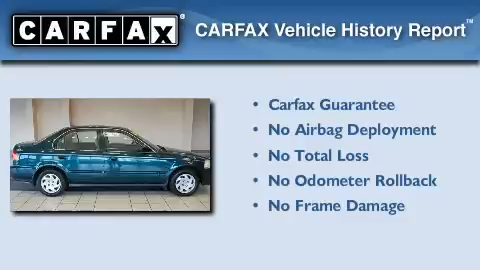 CARFAX
CARFAX Vehicle History Report™
• Carfax Guarantee
• No Airbag Deployment
• No Total Loss
• No Odometer Rollback
• No Frame Damage